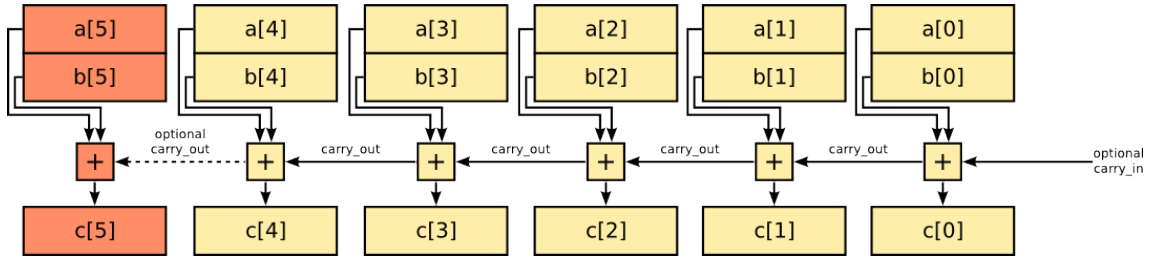 a[5] a[4] a[3] a[2] a[1] a[0]
b[5] b[4] b[3] b[2] b[1] b[0]
optional
carry_out carry_out carry_out carry_out carry_out optional
carry_in
+ + + + + +
c[5] c[4] c[3] c[2] c[1] c[0]